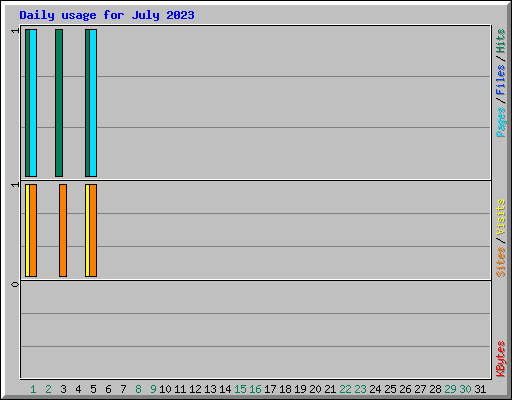 Daily usage for July 2023
1
Pages/Files/Hits
1
Sites/Visits
0
KBytes
1 2 3 4 5 6 7 8 9 10 11 12 13 14 15 16 17 18 19 20 21 22 23 24 25 26 27 28 29 30 31